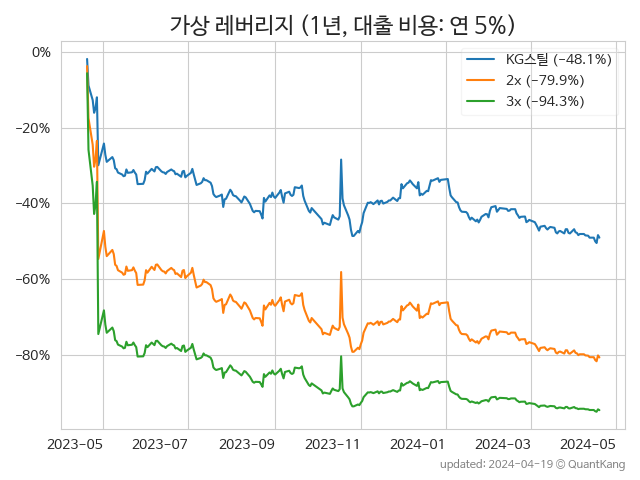 가상 레버리지 (1년, 대출 비용: 연 5%)
KG스틸 (−48.1%)
2x (−79.9%)
3x (−94.3%)
0%
−20%
−40%
−60%
−80%
2023-05 2023-07 2023-09 2023-11 2024-01 2024-03 2024-05
updated: 2024-04-19 © QuantKang